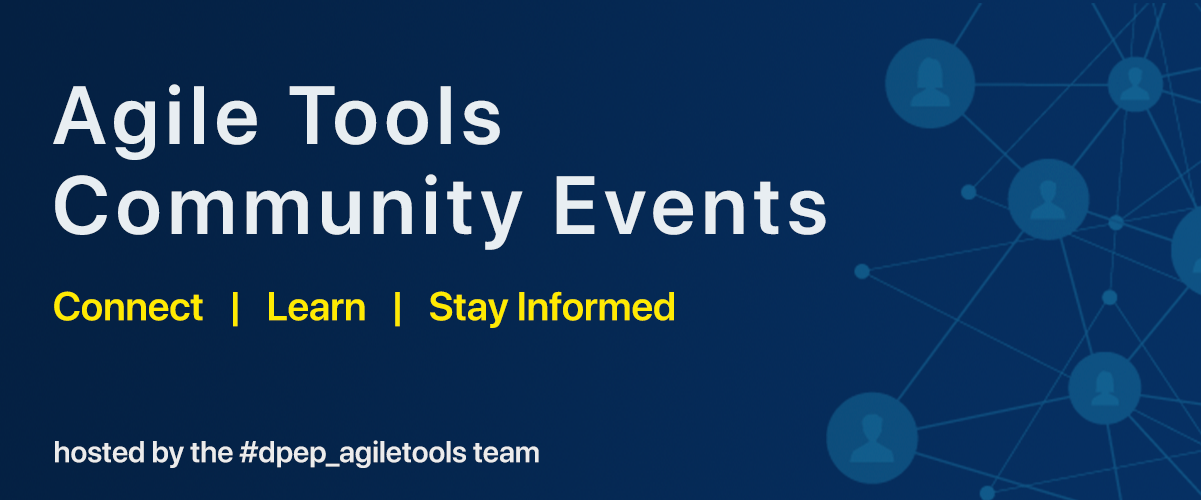 Agile Tools
Community Events
Connect | Learn | Stay Informed
hosted by the #dpep_agiletools team